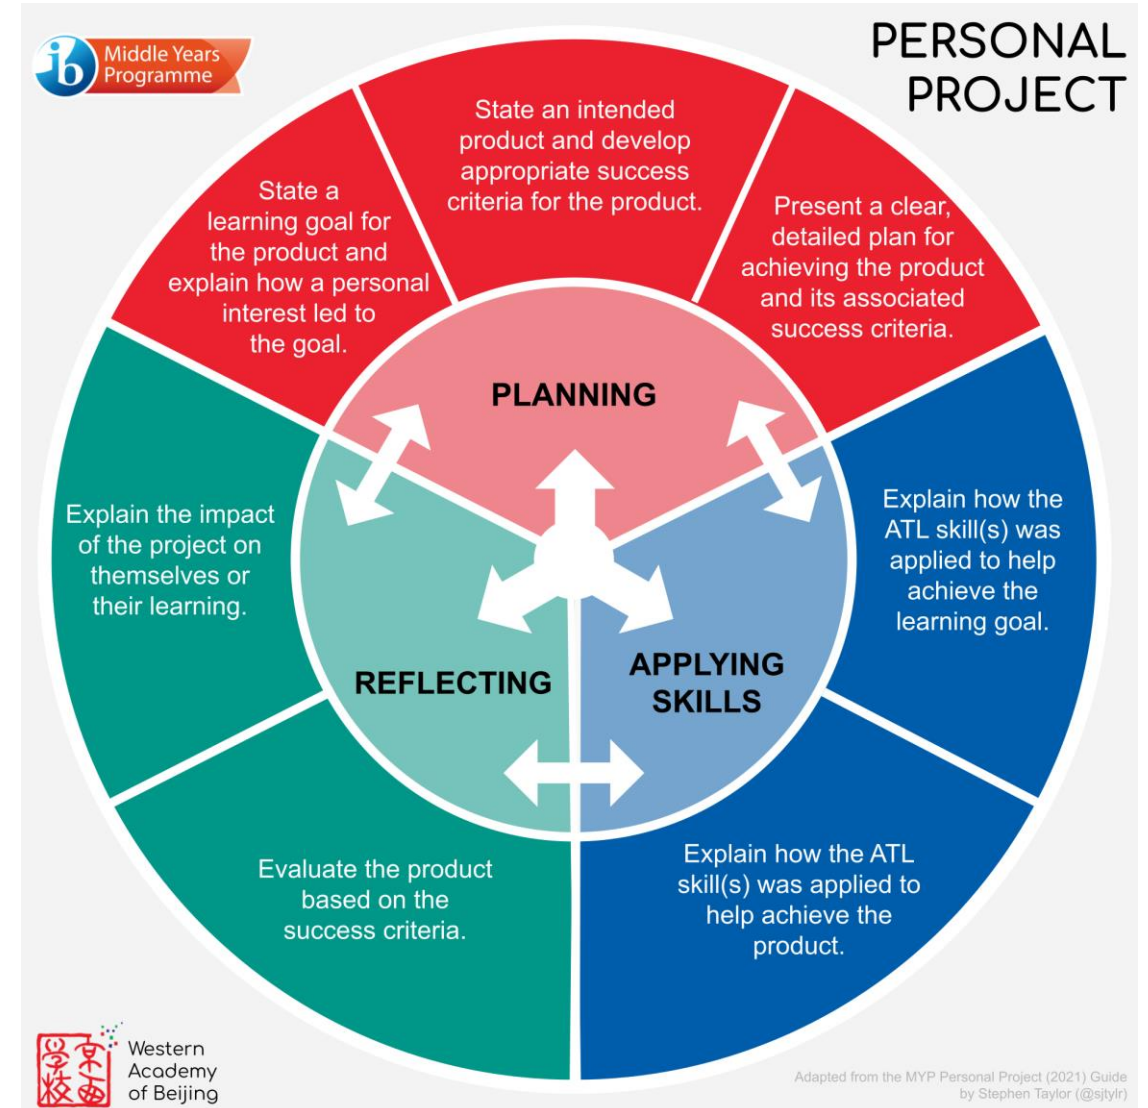 ib
Middle Years
Programme
PERSONAL
PROJECT
State a
learning goal for
the product and
explain how a personal
interest led to
the goal.
State an intended
product and develop
appropriate success
criteria for the product.
Present a clear,
detailed plan for
achieving the product
and its associated
success criteria.
PLANNING
Explain the impact
of the project on
themselves or
their learning.
Explain how the
ATL skill(s) was
applied to help
achieve the
learning goal.
REFLECTING
APPLYING
SKILLS
Evaluate the product
based on the
success criteria.
Explain how the ATL
skill(s) was applied to
help achieve the
product.
京西
学校
Western
Academy
of Beijing
Adapted from the MYP Personal Project (2021) Guide
by Stephen Taylor (@sjtylr)